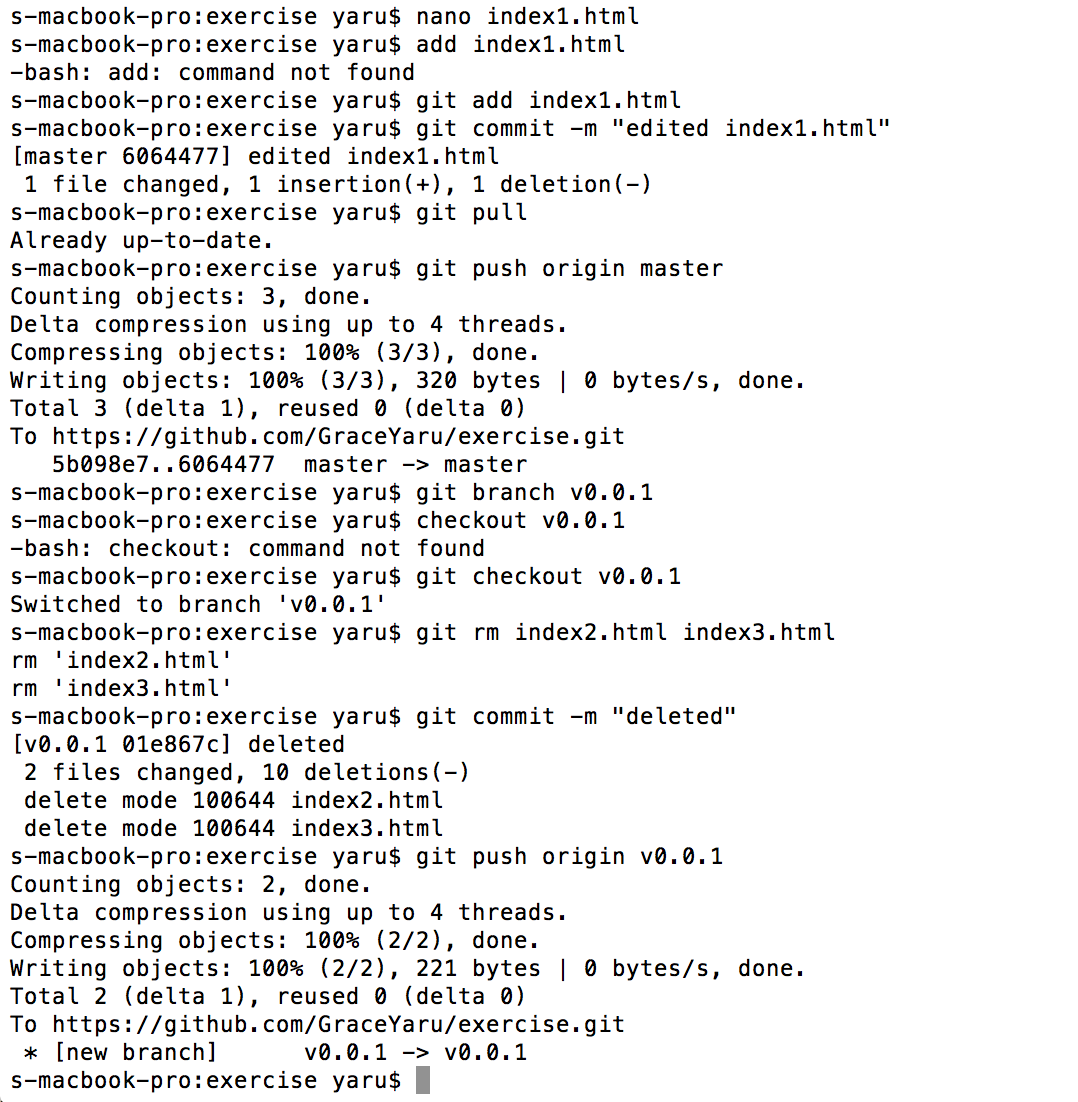 s-macbook-pro:exercise yaru$ nano index1.html
s-macbook-pro:exercise yaru$ add index1.html
-bash: add: command not found
s-macbook-pro:exercise yaru$ git add index1.html
s-macbook-pro:exercise yaru$ git commit -m "edited index1.html"
[master 6064477] edited index1.html
 1 file changed, 1 insertion(+), 1 deletion(-)
s-macbook-pro:exercise yaru$ git pull
Already up-to-date.
s-macbook-pro:exercise yaru$ git push origin master
Counting objects: 3, done.
Delta compression using up to 4 threads.
Compressing objects: 100% (3/3), done.
Writing objects: 100% (3/3), 320 bytes | 0 bytes/s, done.
Total 3 (delta 1), reused 0 (delta 0)
To https://github.com/GraceYaru/exercise.git
   5b098e7..6064477  master -> master
s-macbook-pro:exercise yaru$ git branch v0.0.1
s-macbook-pro:exercise yaru$ checkout v0.0.1
-bash: checkout: command not found
s-macbook-pro:exercise yaru$ git checkout v0.0.1
Switched to branch 'v0.0.1'
s-macbook-pro:exercise yaru$ git rm index2.html index3.html
rm 'index2.html'
rm 'index3.html'
s-macbook-pro:exercise yaru$ git commit -m "deleted"
[v0.0.1 01e867c] deleted
 2 files changed, 10 deletions(-)
 delete mode 100644 index2.html
 delete mode 100644 index3.html
s-macbook-pro:exercise yaru$ git push origin v0.0.1
Counting objects: 2, done.
Delta compression using up to 4 threads.
Compressing objects: 100% (2/2), done.
Writing objects: 100% (2/2), 221 bytes | 0 bytes/s, done.
Total 2 (delta 1), reused 0 (delta 0)
To https://github.com/GraceYaru/exercise.git
 * [new branch]      v0.0.1 -> v0.0.1
s-macbook-pro:exercise yaru$